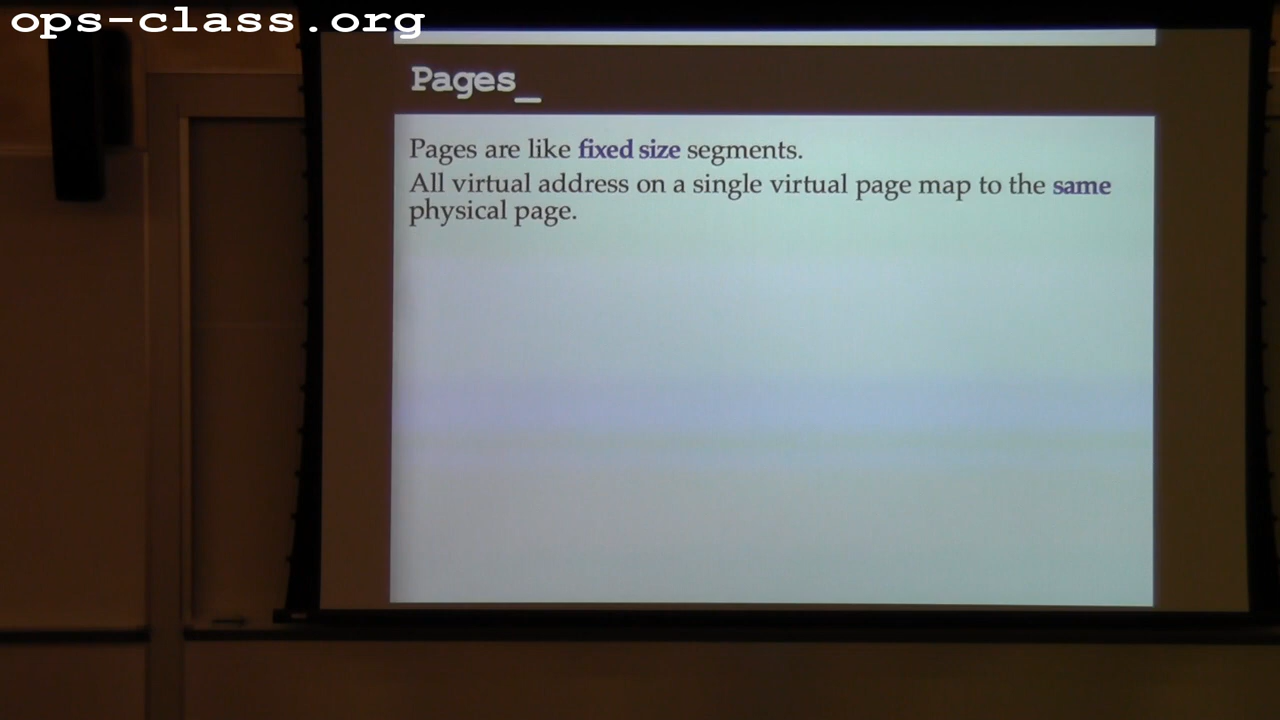 ops-class.org
Pages_
Pages are like fixed size segments.
All virtual address on a single virtual page map to the same
physical page.